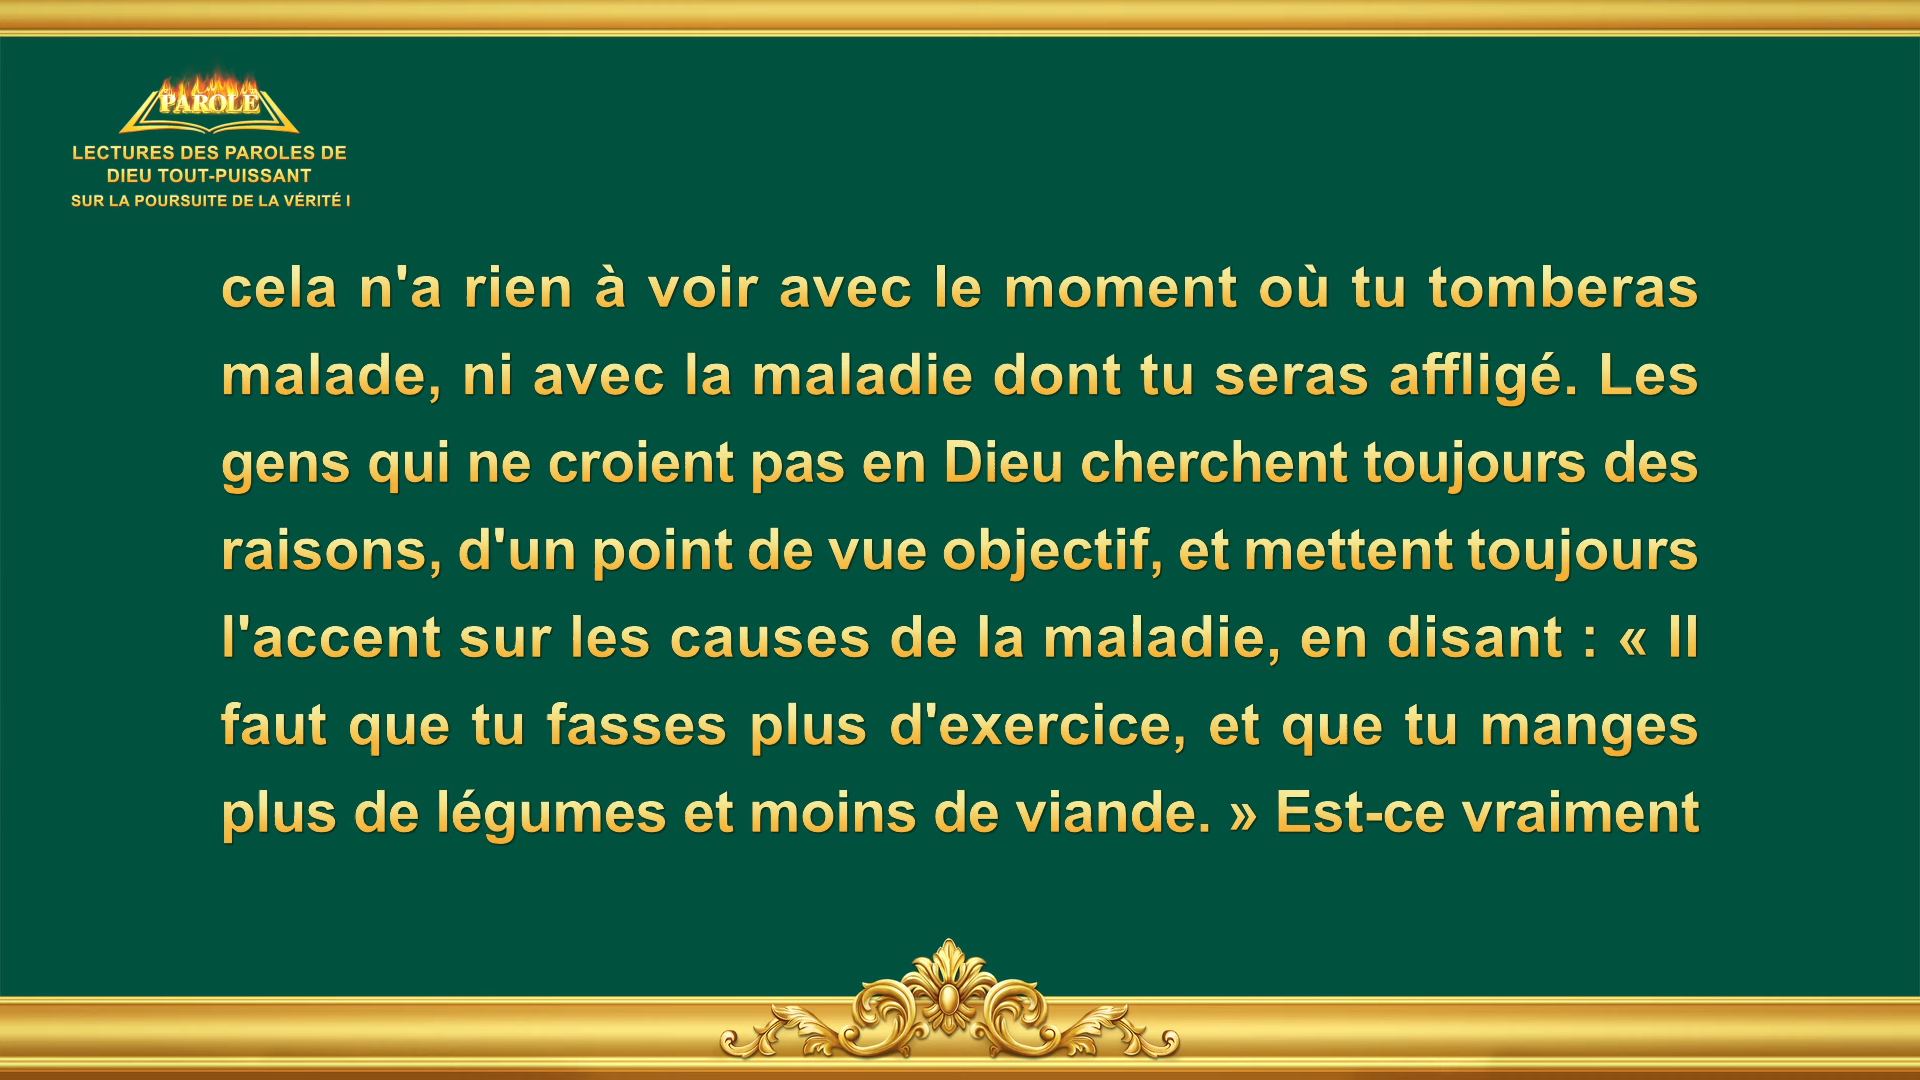 PAROLE
LECTURES DES PAROLES DE
DIEU TOUT-PUISSANT
SUR LA POURSUITE DE LA VÉRITÉ I
cela n'a rien à voir avec le moment où tu tomberas
malade, ni avec la maladie dont tu seras affligé. Les
gens qui ne croient pas en Dieu cherchent toujours des
raisons, d'un point de vue objectif, et mettent toujours
l'accent sur les causes de la maladie, en disant : « Il
faut que tu fasses plus d'exercice, et que tu manges
plus de légumes et moins de viande. » Est-ce vraiment